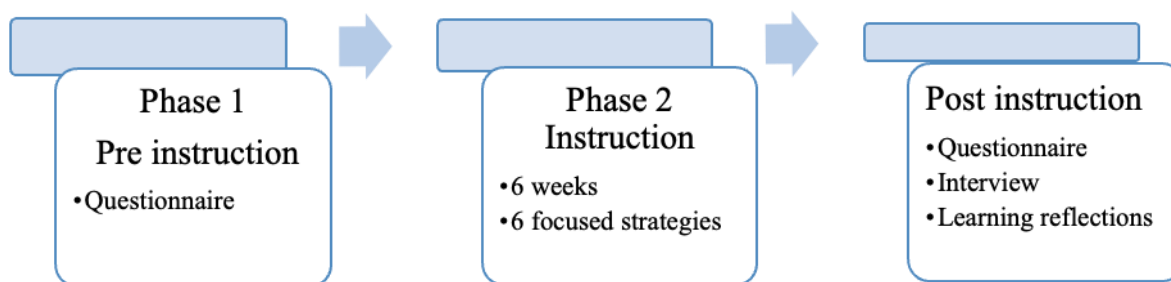 Phase 1
Pre instruction
•Questionnaire
Phase 2
Instruction
•6 weeks
•6 focused strategies
Post instruction
•Questionnaire
•Interview
•Learning reflections